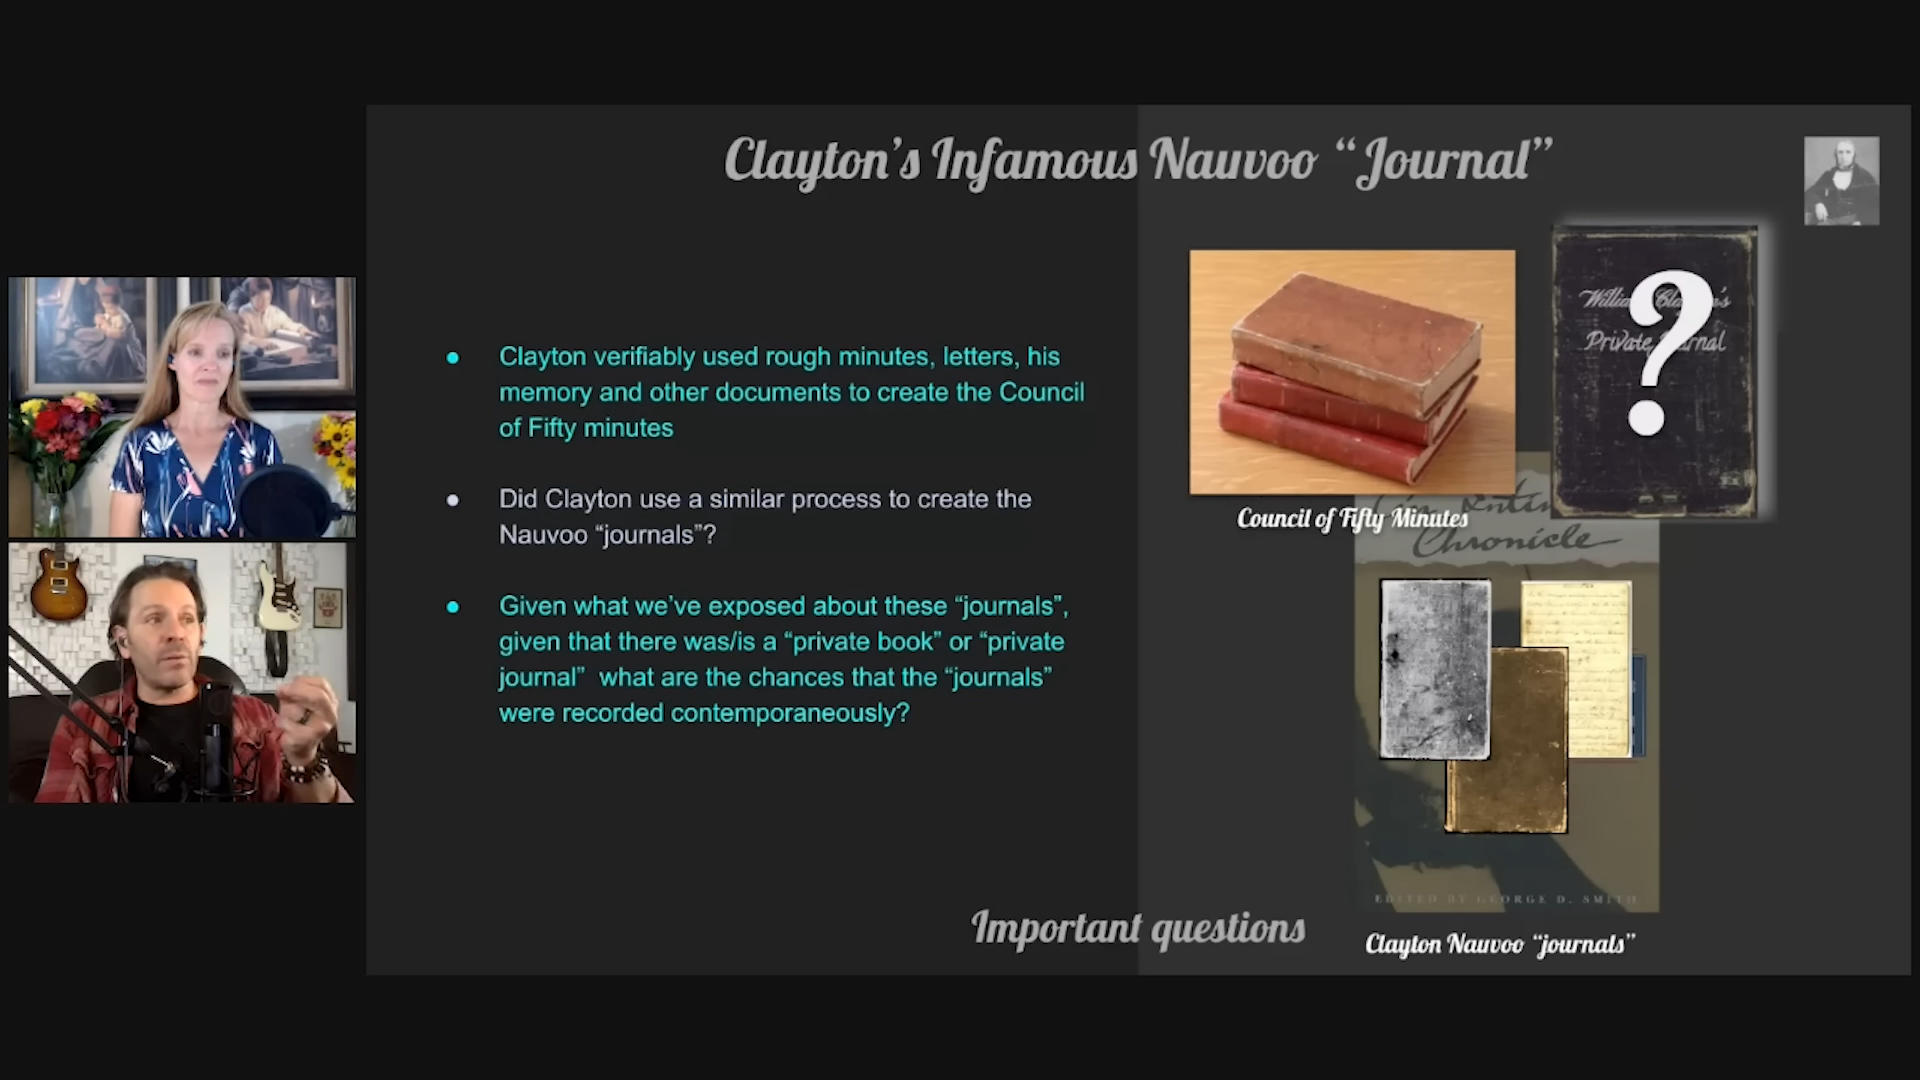 Clayton’s Infamous Nauvoo “Journal”
• Clayton verifiably used rough minutes, letters, his
memory and other documents to create the Council
of Fifty minutes
• Did Clayton use a similar process to create the
Nauvoo “journals”?
• Given what we’ve exposed about these “journals”,
given that there was/is a “private book” or “private
journal” what are the chances that the “journals”
were recorded contemporaneously?
?
Private
Council of Fifty Minutes
Chronicle
EDITED BY GEORGE D. SMITH
Clayton Nauvoo “journals”
Important questions